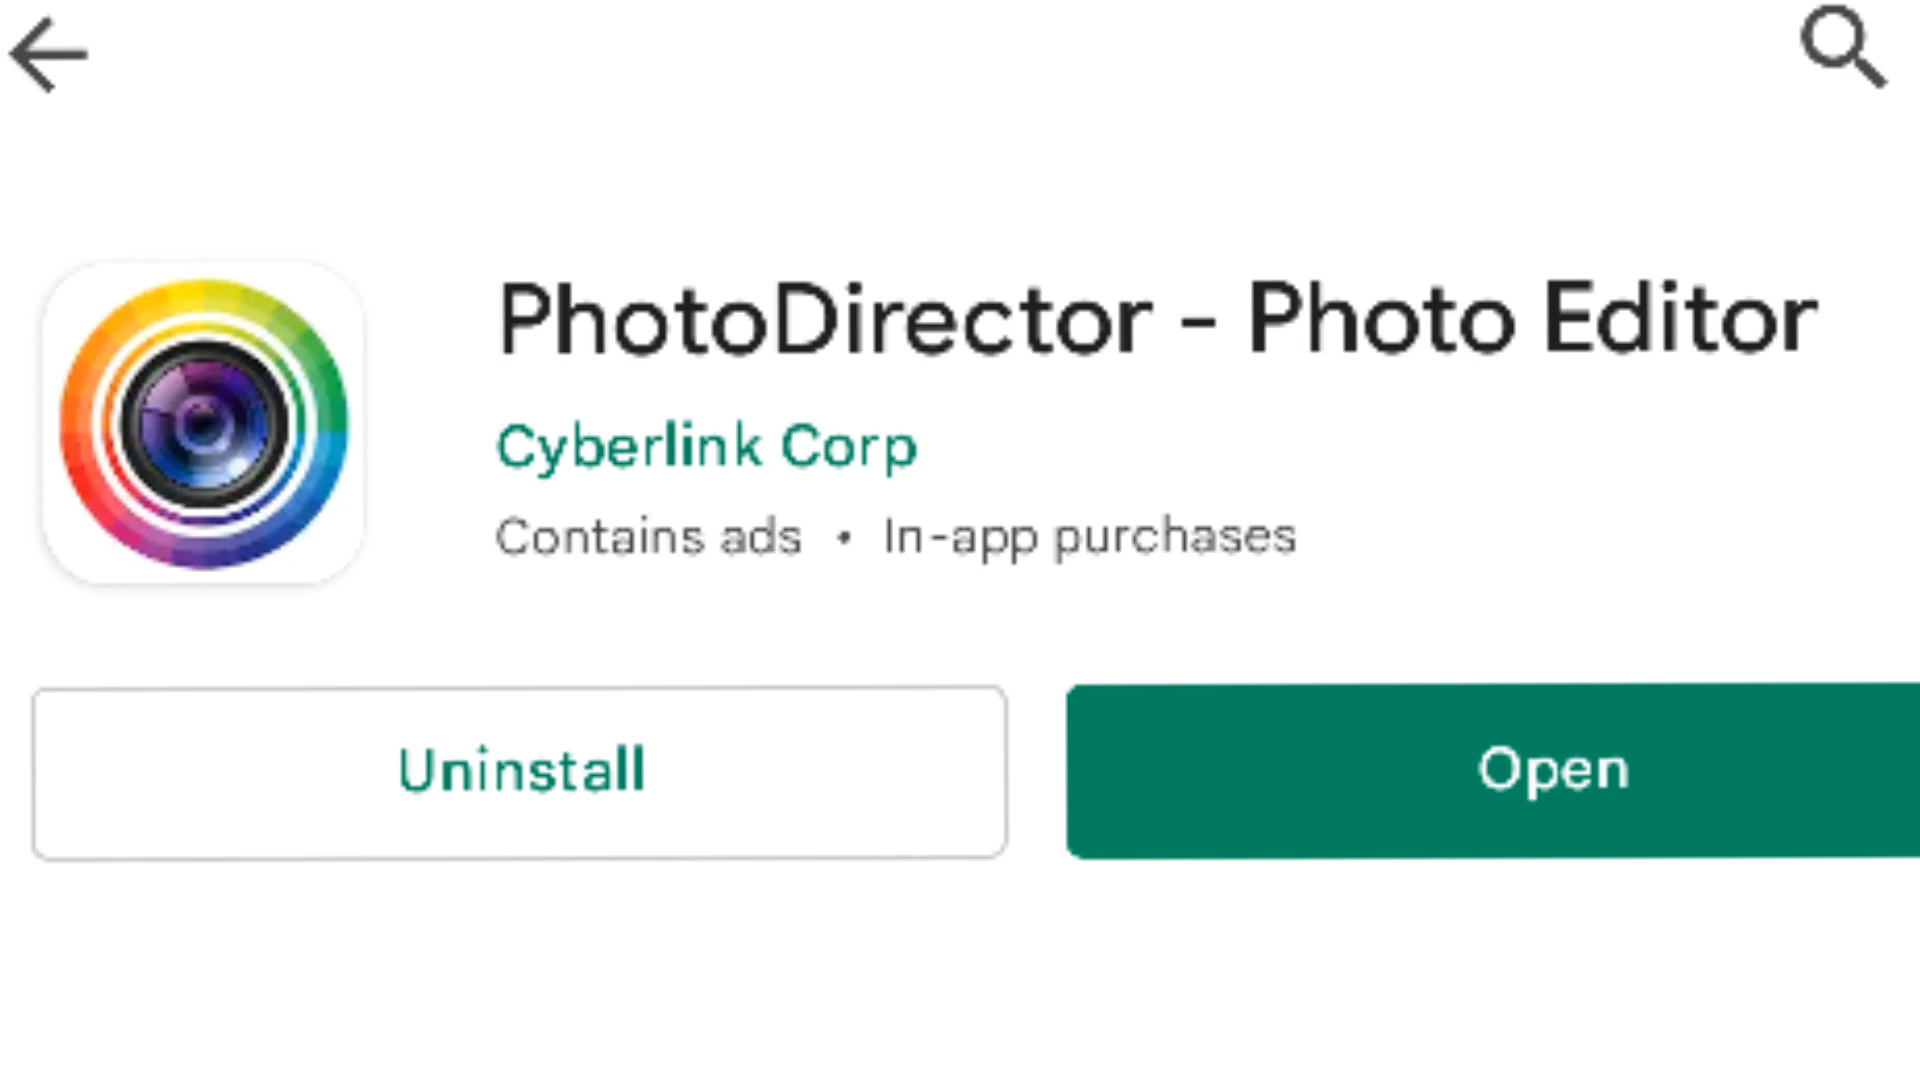 PhotoDirector - Photo Editor
Cyberlink Corp
Contains ads • In-app purchases
Uninstall
Open